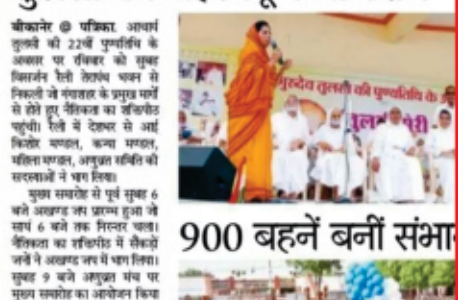 बीकानेर @ पत्रिका. आचार्य
तुलसी की 22वीं पुण्यतिथि के
अवसर पर रविवार को सुबह
विसर्जन रैली तेरापंथ भवन से
निकली जो गंगाशहर के प्रमुख मार्गों
से होते हुए नैतिकता का शक्तिपीठ
पहुंची। रैली में देशभर से आई
किशोर मण्डल, कन्या मण्डल,
महिला मण्डल, अणुव्रत समिति की
सदस्याओं ने भाग लिया।
मुख्य समारोह से पूर्व सुबह 6
बजे अखण्ड जप प्रारम्भ हुआ जो
सायं 6 बजे तक निरन्तर चला।
नैतिकता का शक्तिपीठ में सैंकड़ों
जनों ने अखण्ड जप में भाग लिया।
सुबह 9 बजे अणुव्रत मंच पर
मुख्य समारोह का आयोजन किया
गुरुदेव तुलसी की पुण्यतिथि के
900 बहनें बनीं संभा